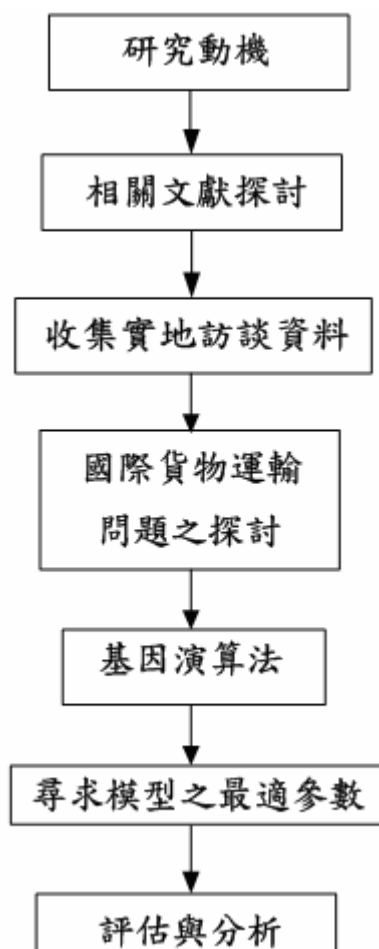 研究動機
相關文獻探討
收集實地訪談資料
國際貨物運輸
問題之探討
基因演算法
尋求模型之最適參數
評估與分析